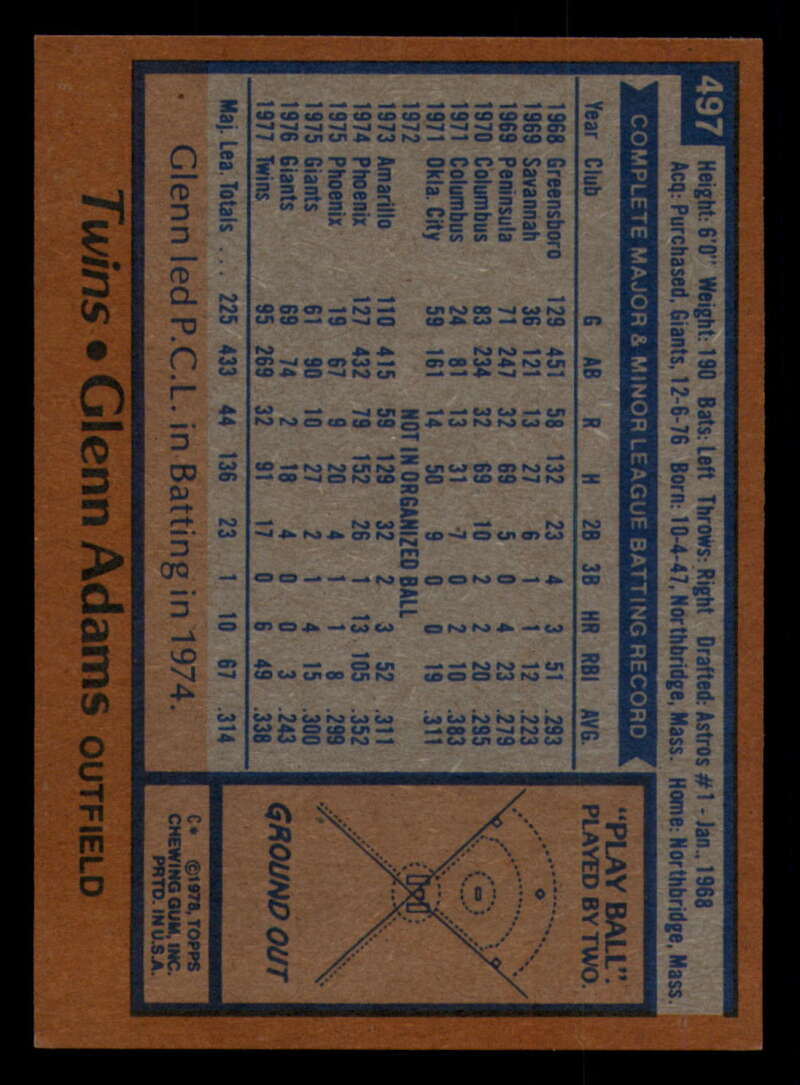 497
Height: 6'0" Weight: 190 Bats: Left Throws: Right Drafted: Astros #1 - Jan., 1968
Acq: Purchased, Giants, 12-6-76 Born: 10-4-47, Northbridge, Mass. Home: Northbridge, Mass.
COMPLETE MAJOR & MINOR LEAGUE BATTING RECORD
Year Club G AB R H 2B 3B HR RBI AVG.
1968 Greensboro 129 451 58 132 23 4 3 51 .293
1969 Savannah 36 121 13 27 6 1 1 12 .223
1969 Peninsula 71 247 32 69 5 0 4 23 .279
1970 Columbus 83 234 32 69 10 2 2 20 .295
1971 Columbus 24 81 13 31 7 0 2 10 .383
1971 Okla. City 59 161 14 50 9 0 0 19 .311
1972 NOT IN ORGANIZED BALL
1973 Amarillo 110 415 59 129 32 2 3 52 .311
1974 Phoenix 127 432 79 152 26 1 13 105 .352
1975 Phoenix 19 67 9 20 4 1 1 8 .299
1975 Giants 61 90 10 27 2 1 4 15 .300
1976 Giants 69 74 2 18 4 0 0 3 .243
1977 Twins 95 269 32 91 17 0 6 49 .338
Maj. Lea. Totals ... 225 433 44 136 23 1 10 67 .314
Glenn led P.C.L. in Batting in 1974.
"PLAY BALL".
PLAYED BY TWO.
GROUND OUT
C* ©1978, TOPPS
CHEWING GUM, INC.
PRTD. IN U.S.A.
Twins • Glenn Adams OUTFIELD